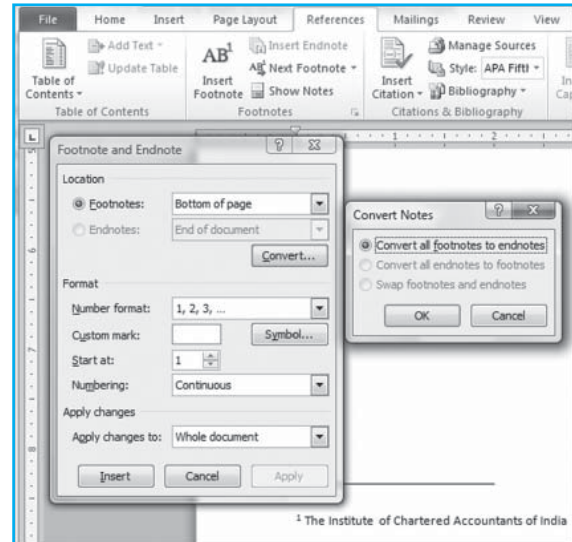 File Home Insert Page Layout References Mailings Review View
Add Text
Insert Endnote
Manage Sources
Update Table
AB¹
Next Footnote
Style: APA Fifth
Table of Contents
Insert Footnote
Show Notes
Insert Citation
Bibliography
Table of Contents
Footnotes
Citations & Bibliography
1 2
Footnote and Endnote
Location
Footnotes: Bottom of page
Endnotes: End of document
Convert...
Format
Number format: 1, 2, 3, ...
Custom mark: Symbol...
Start at: 1
Numbering: Continuous
Apply changes
Apply changes to: Whole document
Insert Cancel Apply
Convert Notes
Convert all footnotes to endnotes
Convert all endnotes to footnotes
Swap footnotes and endnotes
OK Cancel
¹ The Institute of Chartered Accountants of India